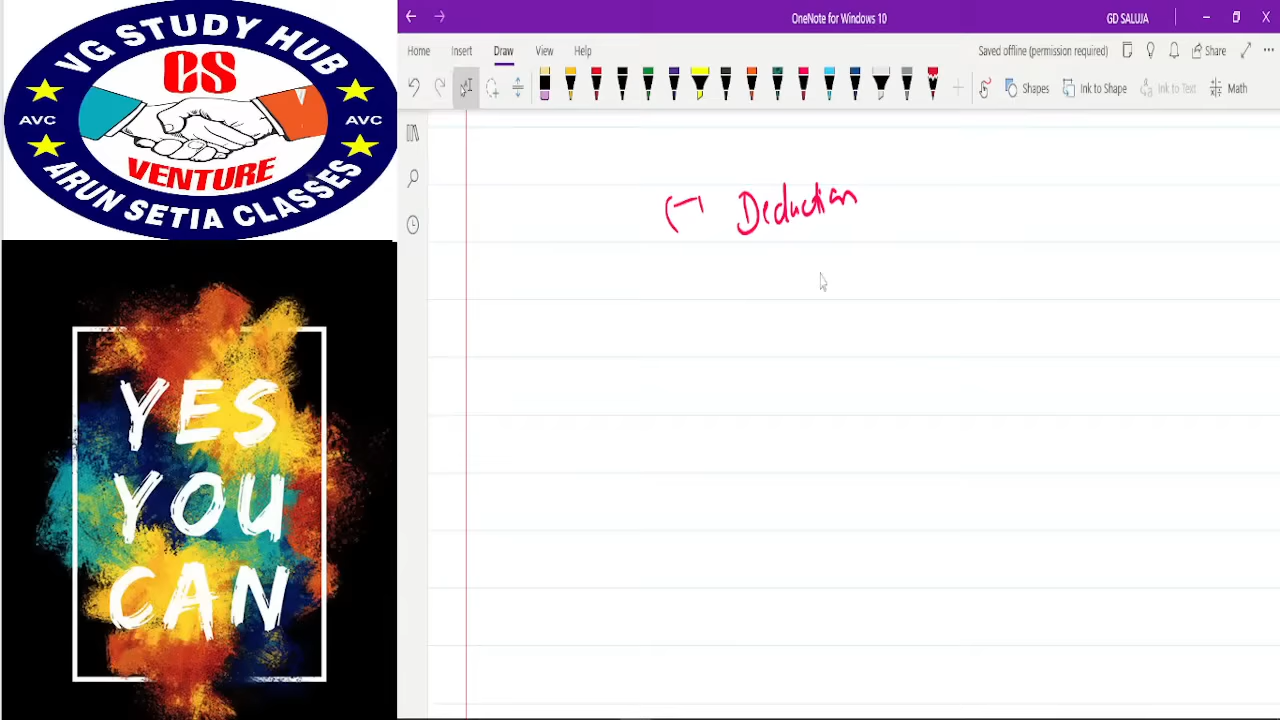 VG STUDY HUB
CS
AVC
AVC
VENTURE
ARUN SETIA CLASSES
YES
YOU
CAN
OneNote for Windows 10
GD SALUJA
Home Insert Draw View Help
Saved offline (permission required)
Share
Shapes
Ink to Shape
Ink to Text
Math
(-) Deduction